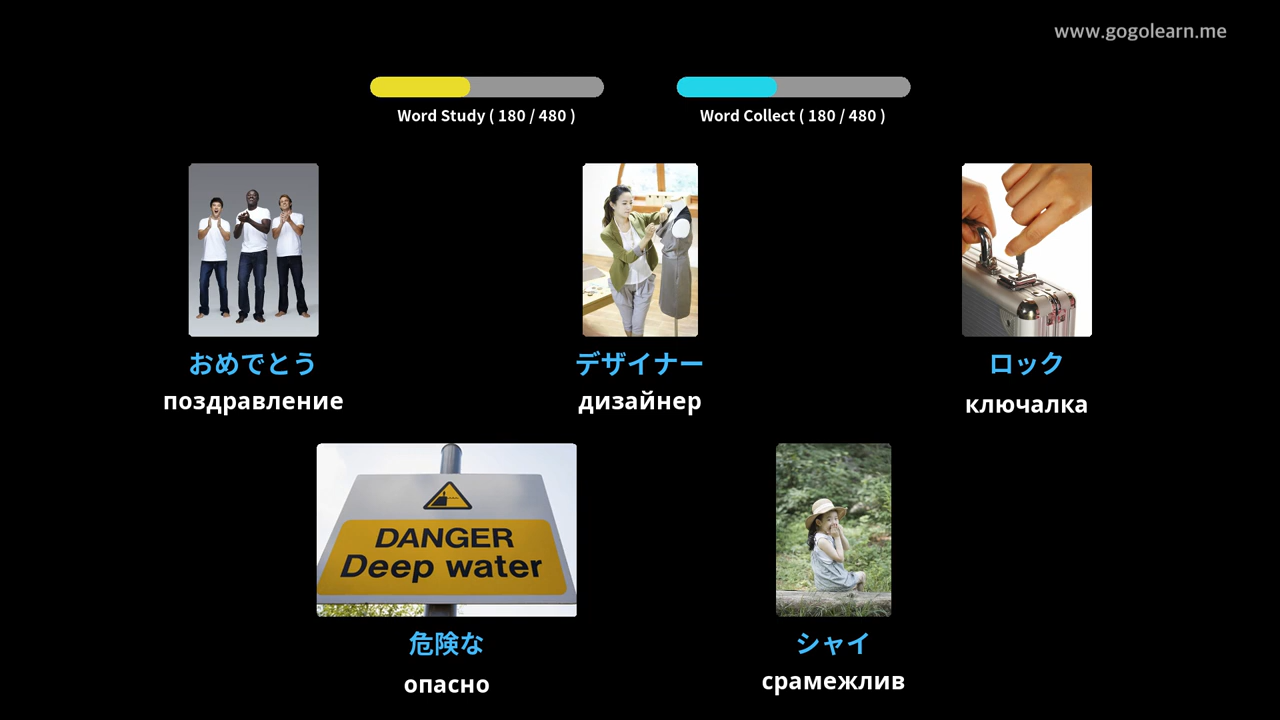 www.gogolearn.me
Word Study ( 180 / 480 )
Word Collect ( 180 / 480 )
おめでとう
поздравление
デザイナー
дизайнер
ロック
ключалка
DANGER
Deep water
危険な
опасно
シャイ
срамежлив